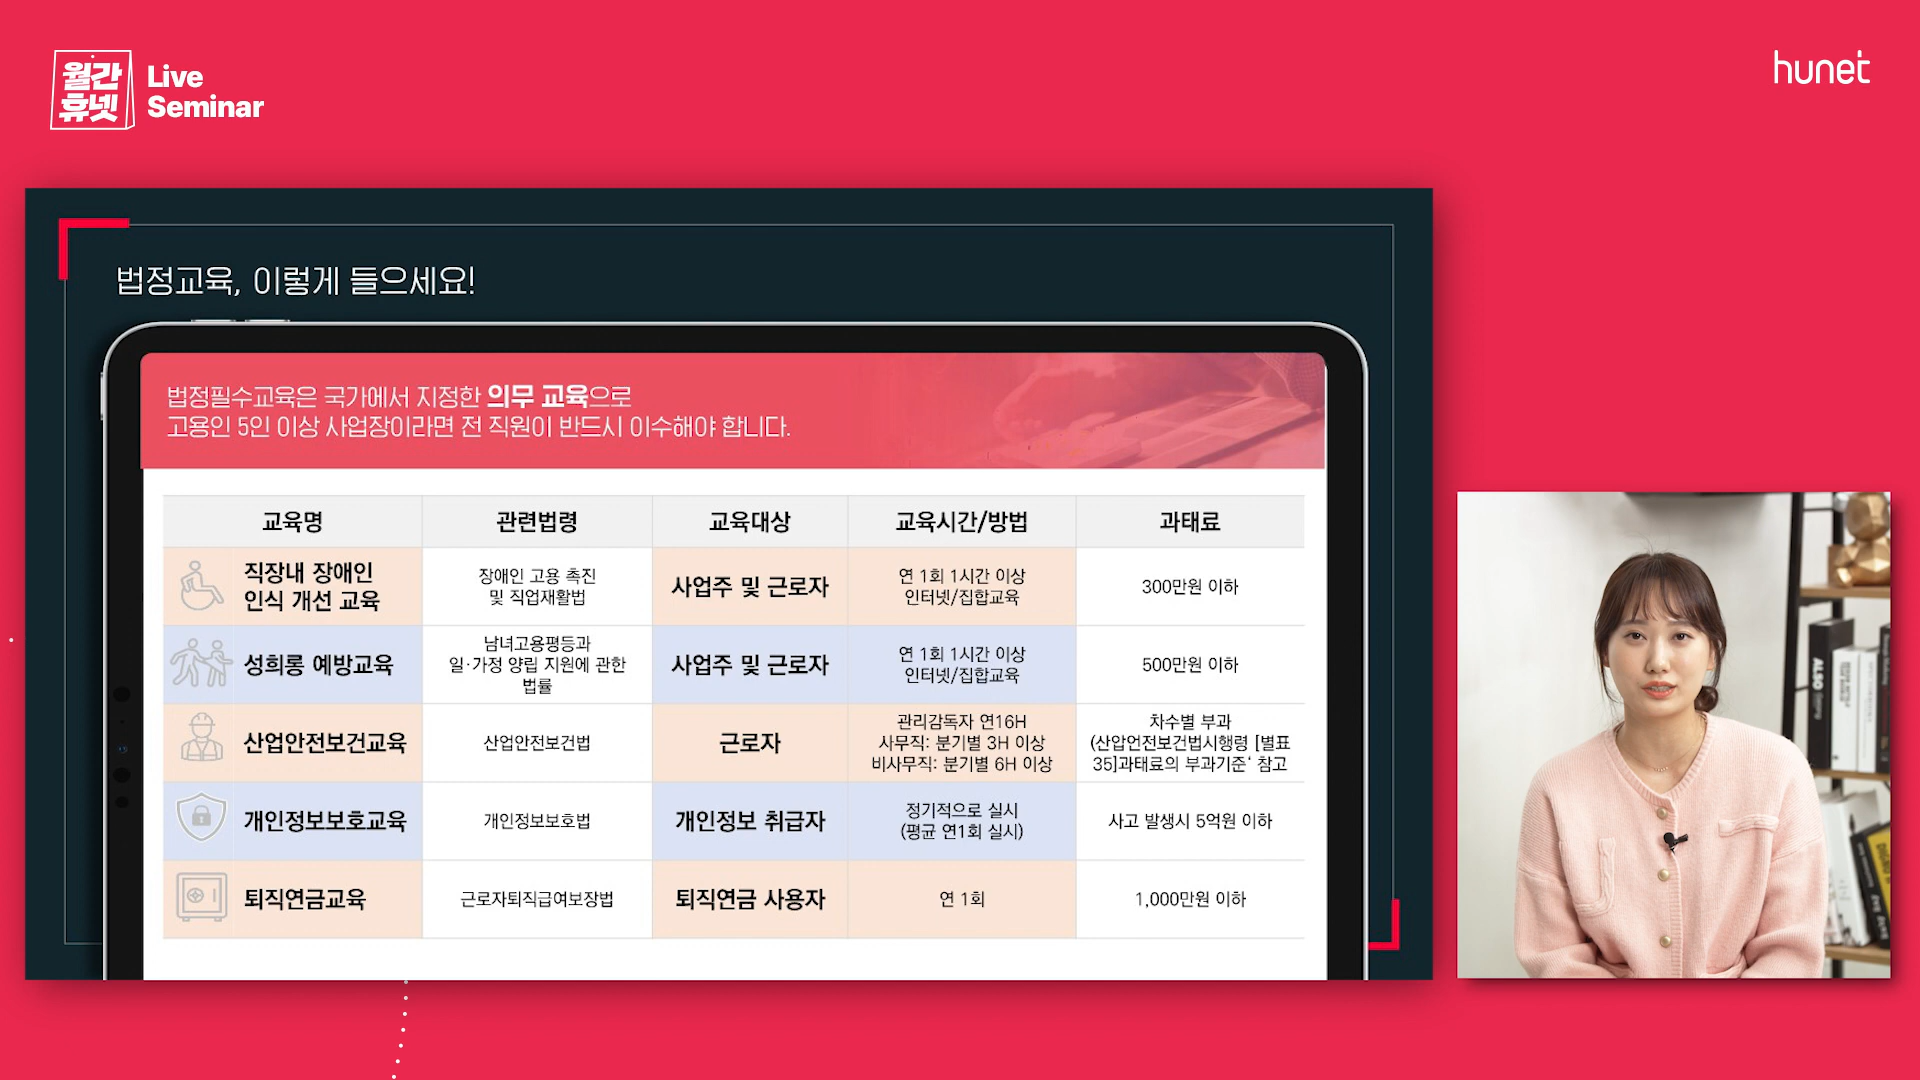 월간
휴넷
Live
Seminar
hunet
법정교육, 이렇게 들으세요!
법정필수교육은 국가에서 지정한 의무 교육으로
고용인 5인 이상 사업장이라면 전 직원이 반드시 이수해야 합니다.
교육명
관련법령
교육대상
교육시간/방법
과태료
직장내 장애인
인식 개선 교육
장애인 고용 촉진
및 직업재활법
사업주 및 근로자
연 1회 1시간 이상
인터넷/집합교육
300만원 이하
성희롱 예방교육
남녀고용평등과
일·가정 양립 지원에 관한
법률
사업주 및 근로자
연 1회 1시간 이상
인터넷/집합교육
500만원 이하
산업안전보건교육
산업안전보건법
근로자
관리감독자 연16H
사무직: 분기별 3H 이상
비사무직: 분기별 6H 이상
차수별 부과
(산압언전보건법시행령 [별표
35]과태료의 부과기준‘ 참고
개인정보보호교육
개인정보보호법
개인정보 취급자
정기적으로 실시
(평균 연1회 실시)
사고 발생시 5억원 이하
퇴직연금교육
근로자퇴직급여보장법
퇴직연금 사용자
연 1회
1,000만원 이하
ALSO